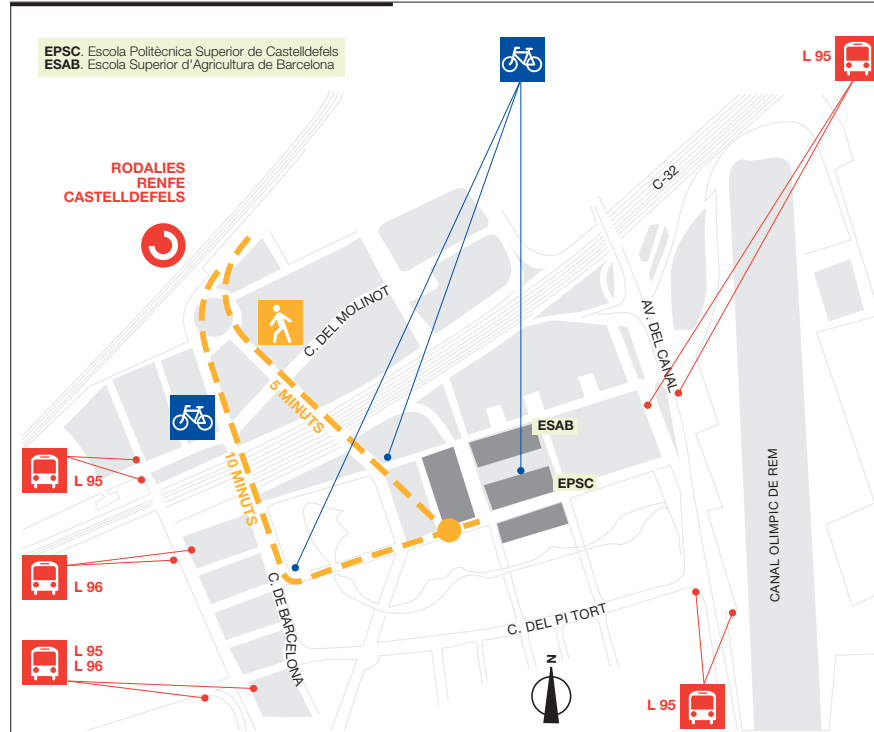 EPSC. Escola Politècnica Superior de Castelldefels
ESAB. Escola Superior d'Agricultura de Barcelona
L 95
RODALIES
RENFE
CASTELLDEFELS
C-32
C. DEL MOLINOT
AV. DEL CANAL
5 MINUTS
10 MINUTS
ESAB
EPSC
L 95
CANAL OLIMPIC DE REM
L 96
C. DE BARCELONA
C. DEL PI TORT
L 95
L 96
N
L 95